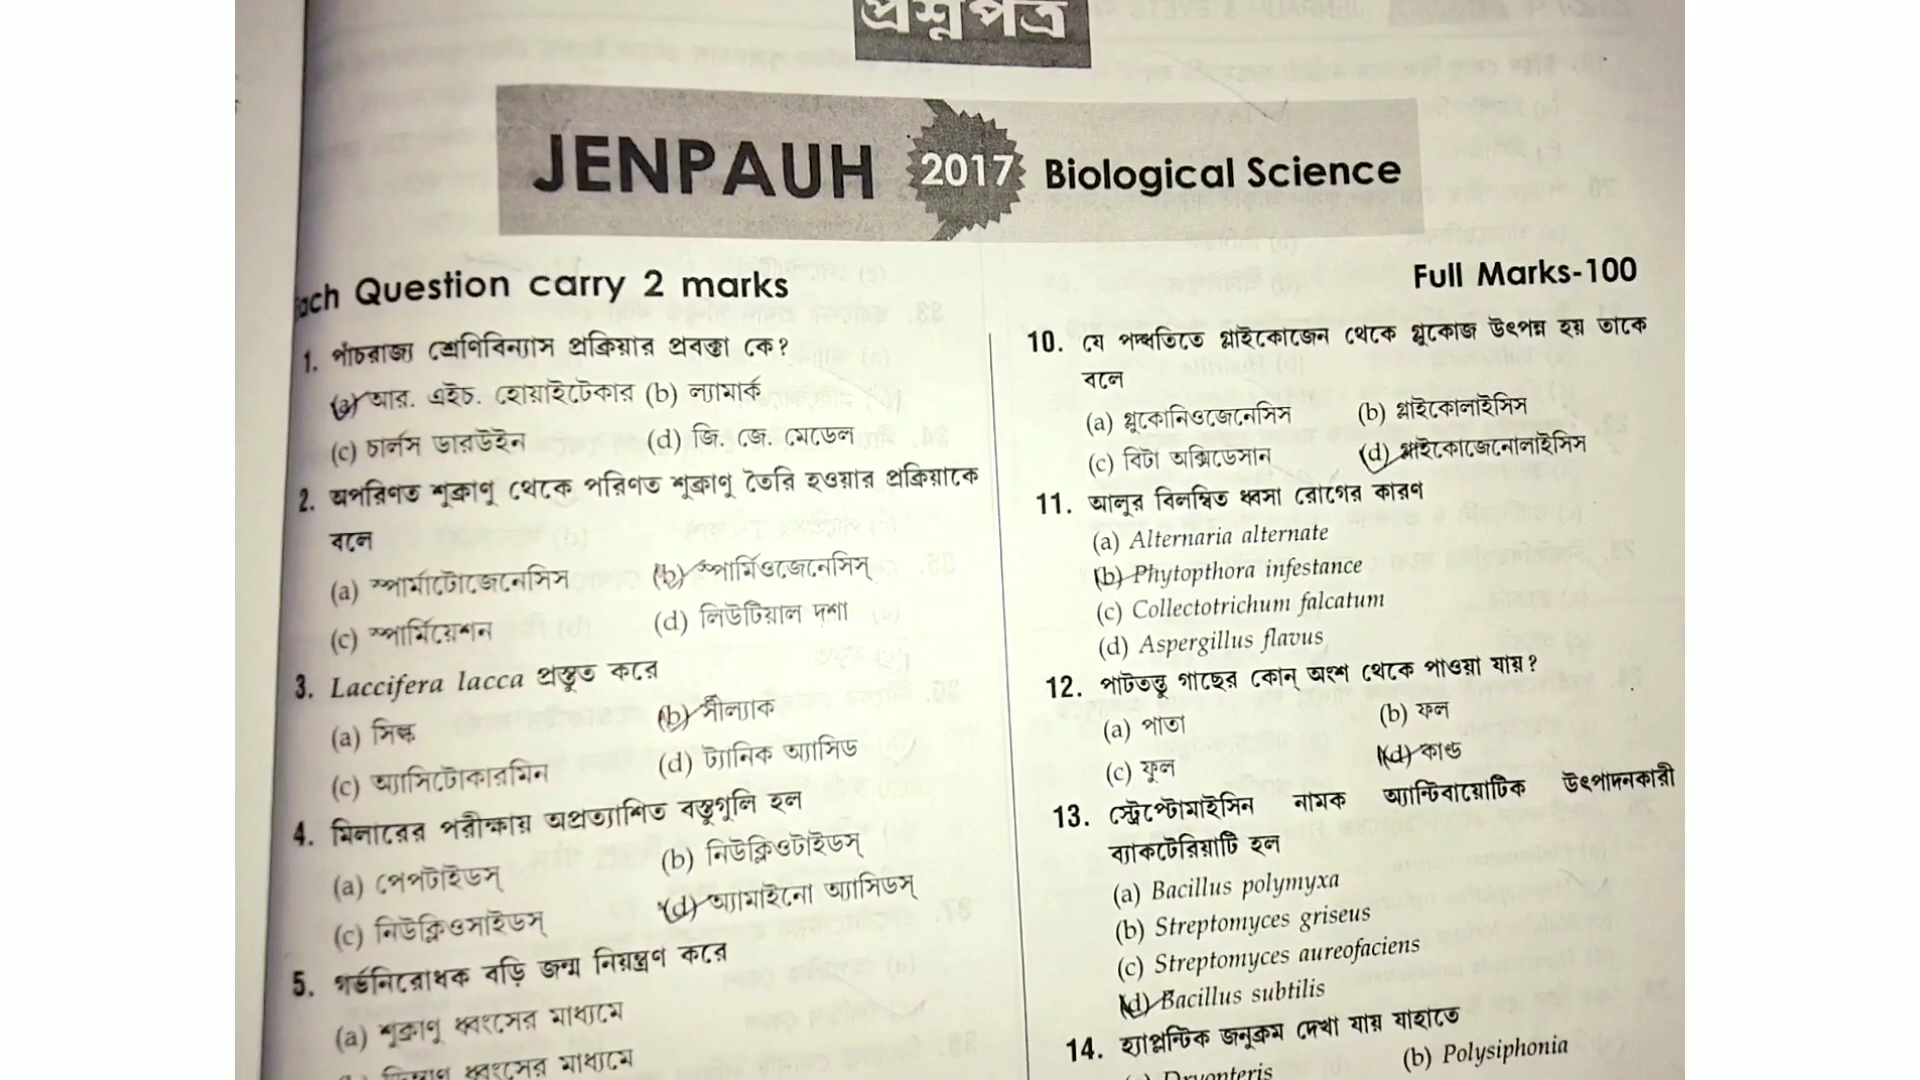 প্রশ্নপত্র
JENPAUH 2017 Biological Science
Each Question carry 2 marks
Full Marks-100
1. পাঁচরাজ্য শ্রেণিবিন্যাস প্রক্রিয়ার প্রবক্তা কে?
(a) আর. এইচ. হোয়াইটেকার (b) ল্যামার্ক
(c) চার্লস ডারউইন (d) জি. জে. মেন্ডেল
2. অপরিণত শুক্রাণু থেকে পরিণত শুক্রাণু তৈরি হওয়ার প্রক্রিয়াকে
বলে
(a) স্পার্মাটোজেনেসিস (b) স্পার্মিওজেনেসিস্
(c) স্পার্মিয়েশন (d) লিউটিয়াল দশা
3. Laccifera lacca প্রস্তুত করে
(a) সিল্ক (b) সীল্যাক
(c) অ্যাসিটোকারমিন (d) ট্যানিক অ্যাসিড
4. মিলারের পরীক্ষায় অপ্রত্যাশিত বস্তুগুলি হল
(a) পেপটাইডস্ (b) নিউক্লিওটাইডস্
(c) নিউক্লিওসাইডস্ (d) অ্যামাইনো অ্যাসিডস্
5. গর্ভনিরোধক বড়ি জন্ম নিয়ন্ত্রণ করে
(a) শুক্রাণু ধ্বংসের মাধ্যমে
ধ্বংসের মাধ্যমে
10. যে পদ্ধতিতে গ্লাইকোজেন থেকে গ্লুকোজ উৎপন্ন হয় তাকে
বলে
(a) গ্লুকোনিওজেনেসিস (b) গ্লাইকোলাইসিস
(c) বিটা অক্সিডেসান (d) গ্লাইকোজেনোলাইসিস
11. আলুর বিলম্বিত ধ্বসা রোগের কারণ
(a) Alternaria alternate
(b) Phytopthora infestance
(c) Collectotrichum falcatum
(d) Aspergillus flavus
12. পাটতন্তু গাছের কোন্ অংশ থেকে পাওয়া যায়?
(a) পাতা (b) ফল
(c) ফুল (d) কাণ্ড
13. স্ট্রেপ্টোমাইসিন নামক অ্যান্টিবায়োটিক উৎপাদনকারী
ব্যাকটেরিয়াটি হল
(a) Bacillus polymyxa
(b) Streptomyces griseus
(c) Streptomyces aureofaciens
(d) Bacillus subtilis
14. হ্যাপ্লন্টিক জনুক্রম দেখা যায় যাহাতে
Dryopteris (b) Polysiphonia